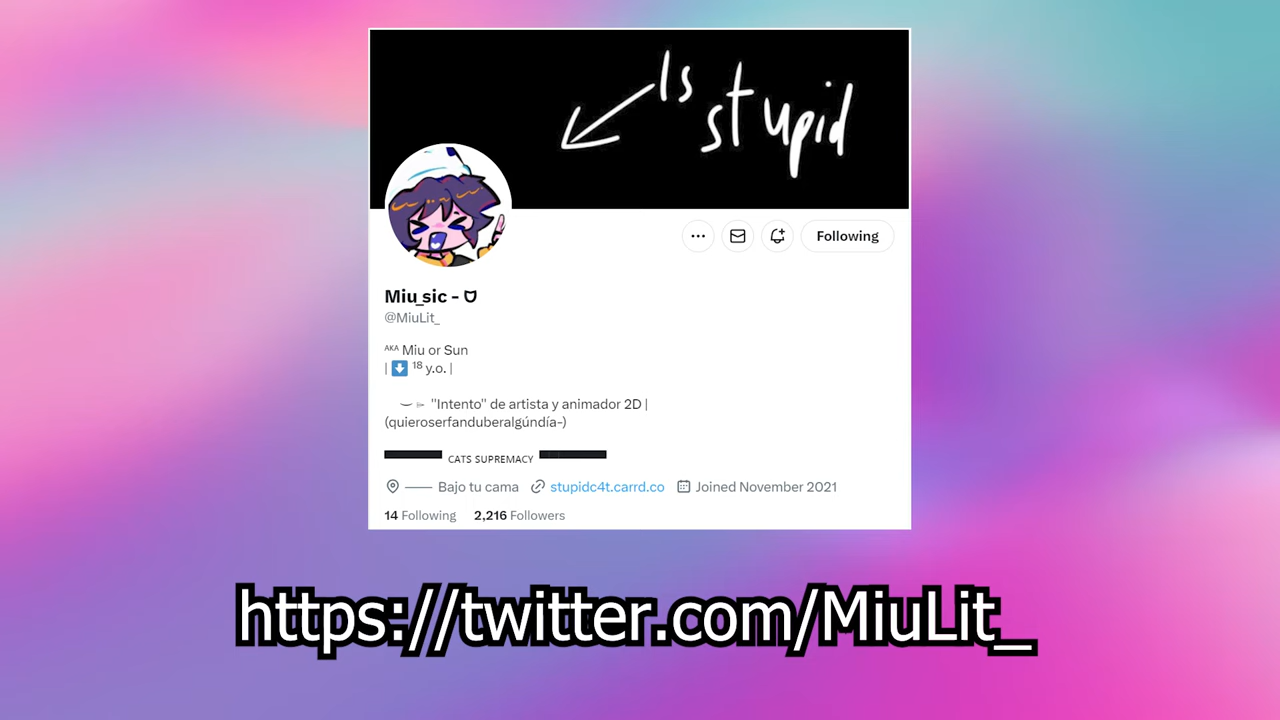 Is stupid
Following
Miu_sic - ᗢ
@MiuLit_
ᴬᴷᴬ Miu or Sun
| ⬇️ ¹⁸ y.o. |
"Intento" de artista y animador 2D |
(quieroserfanduberalgúndía-)
CATS SUPREMACY
—— Bajo tu cama stupidc4t.carrd.co Joined November 2021
14 Following 2,216 Followers
https://twitter.com/MiuLit_